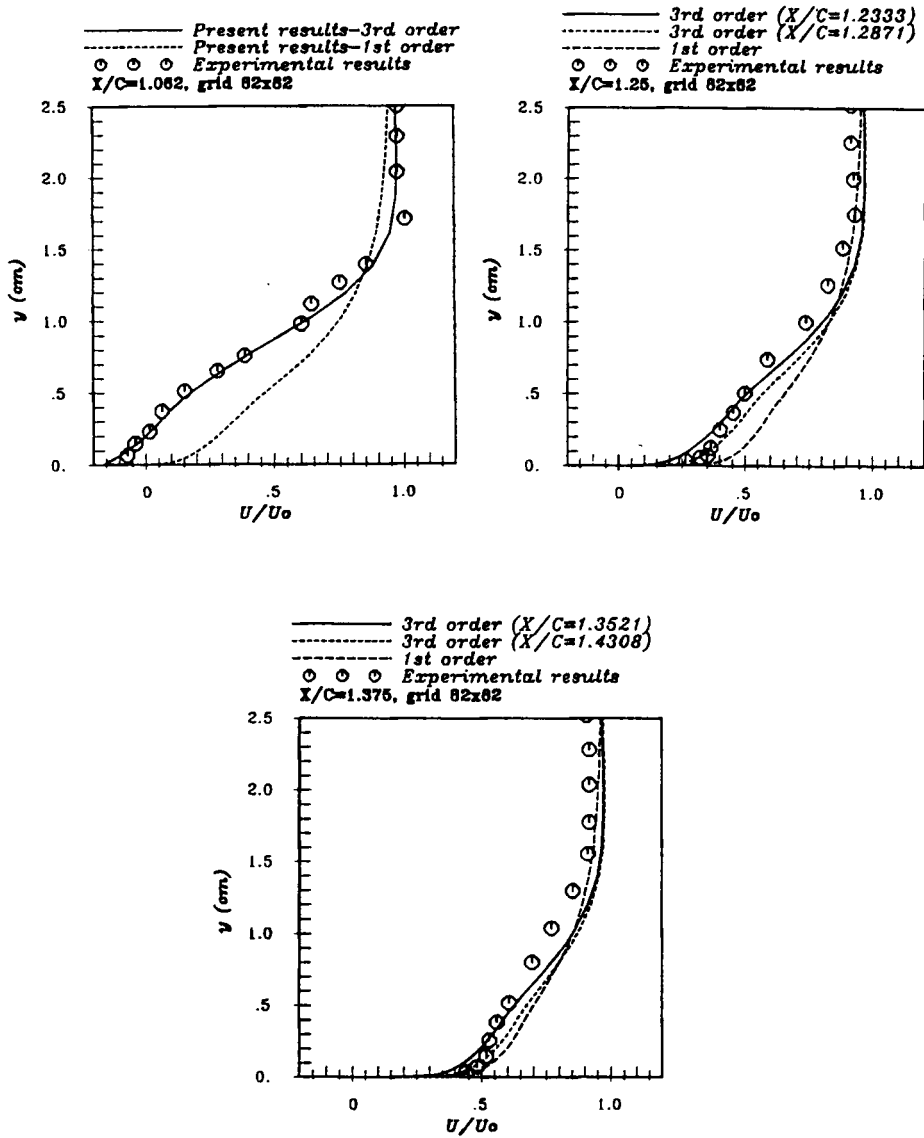 Present results-3rd order
Present results-1st order
Experimental results
X/C=1.062, grid 82x62
2.5
2.0
1.5
1.0
.5
0.
y (cm)
0 .5 1.0
U/Uo
3rd order (X/C=1.2333)
3rd order (X/C=1.2871)
1st order
Experimental results
X/C=1.25, grid 82x62
2.5
2.0
1.5
1.0
.5
0.
y (cm)
0 .5 1.0
U/Uo
3rd order (X/C=1.3521)
3rd order (X/C=1.4308)
1st order
Experimental results
X/C=1.375, grid 82x62
2.5
2.0
1.5
1.0
.5
0.
y (cm)
0 .5 1.0
U/Uo